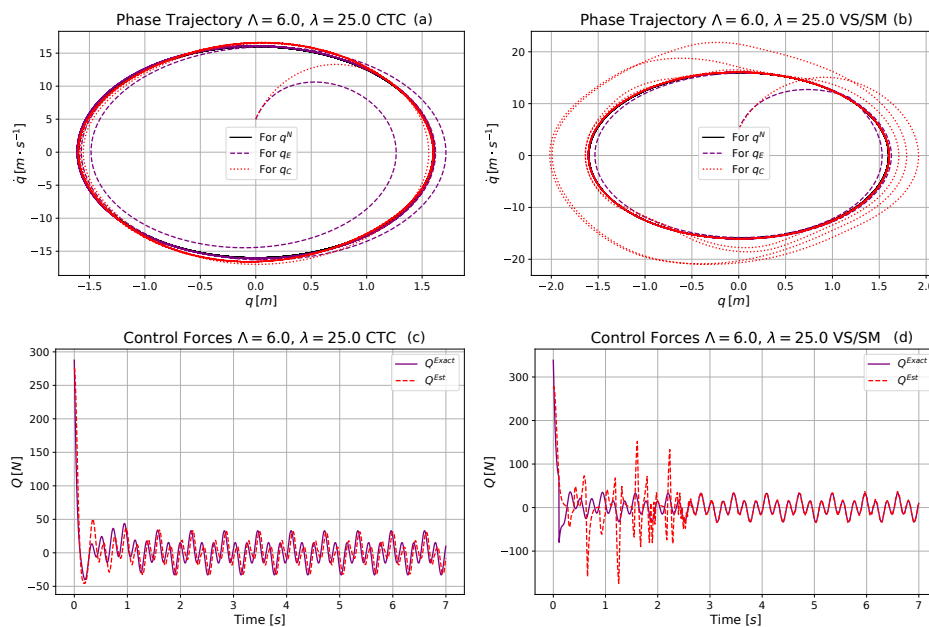 Phase Trajectory Λ = 6.0, λ = 25.0 CTC (a)
15
10
5
0
−5
−10
−15
q̇ [m · s⁻¹]
For q^N
For q_E
For q_C
−1.5 −1.0 −0.5 0.0 0.5 1.0 1.5
q [m]
Phase Trajectory Λ = 6.0, λ = 25.0 VS/SM (b)
20
10
0
−10
−20
q̇ [m · s⁻¹]
For q^N
For q_E
For q_C
−2.0 −1.5 −1.0 −0.5 0.0 0.5 1.0 1.5 2.0
q [m]
Control Forces Λ = 6.0, λ = 25.0 CTC (c)
300
250
200
150
100
50
0
−50
Q [N]
Q^Exact
Q^Est
0 1 2 3 4 5 6 7
Time [s]
Control Forces Λ = 6.0, λ = 25.0 VS/SM (d)
300
200
100
0
−100
Q [N]
Q^Exact
Q^Est
0 1 2 3 4 5 6 7
Time [s]